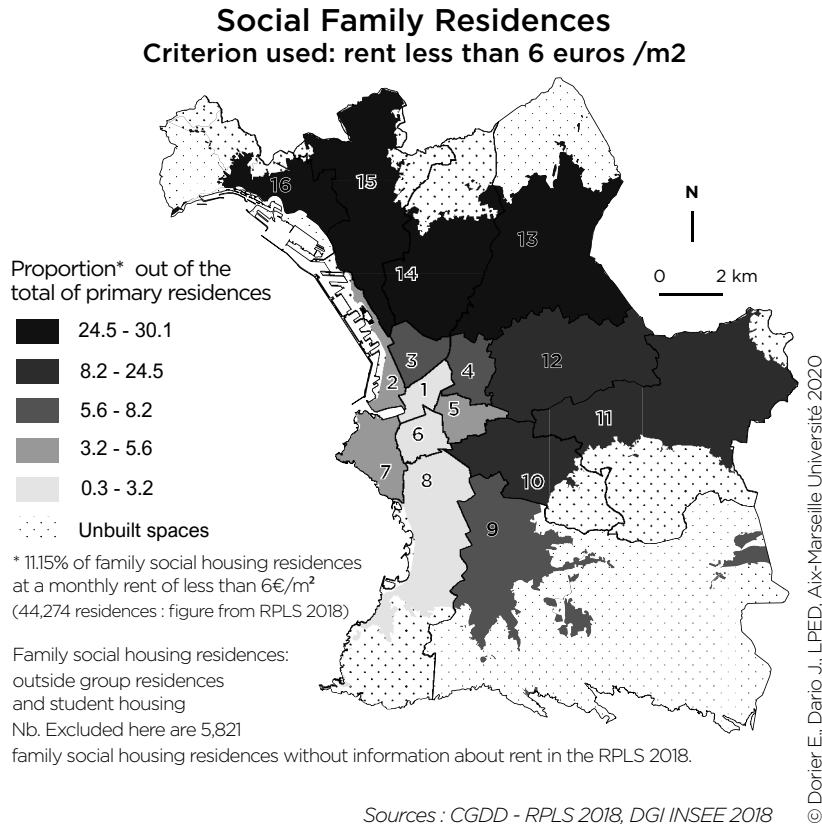 Social Family Residences
Criterion used: rent less than 6 euros /m2
16
15
13
14
N
0 2 km
Proportion* out of the
total of primary residences
24.5 - 30.1
8.2 - 24.5
5.6 - 8.2
3.2 - 5.6
0.3 - 3.2
Unbuilt spaces
3
4
12
2
1
5
11
6
7
8
10
9
* 11.15% of family social housing residences
at a monthly rent of less than 6€/m²
(44,274 residences : figure from RPLS 2018)
Family social housing residences:
outside group residences
and student housing
Nb. Excluded here are 5,821
family social housing residences without information about rent in the RPLS 2018.
Sources : CGDD - RPLS 2018, DGI INSEE 2018
© Dorier E., Dario J., LPED, Aix-Marseille Université 2020